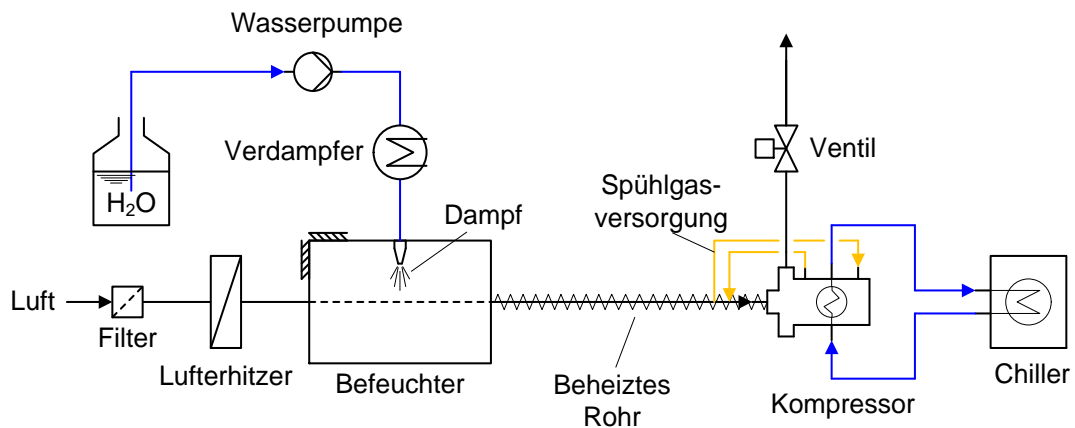 Wasserpumpe
Verdampfer
H₂O
Dampf
Spühlgas-
versorgung
Ventil
Luft
Filter
Lufterhitzer
Befeuchter
Beheiztes
Rohr
Kompressor
Chiller